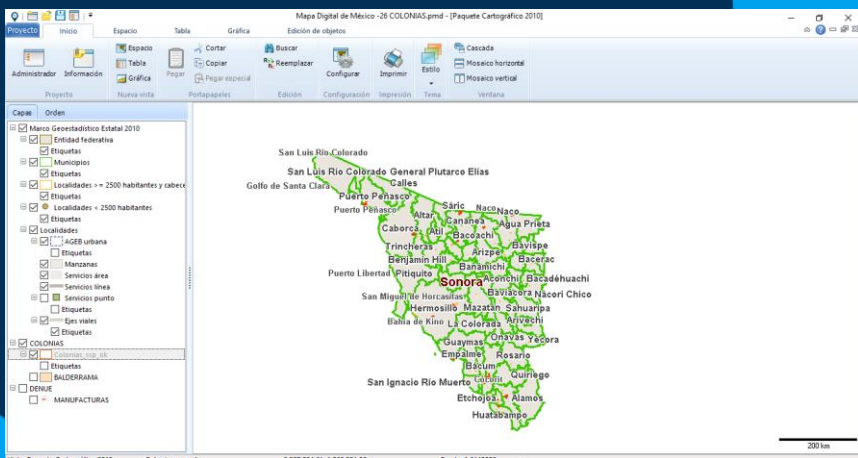 Mapa Digital de México -26 COLONIAS.pmd - [Paquete Cartográfico 2010]
Proyecto Inicio Espacio Tabla Gráfica Edición de objetos
Administrador Información
Espacio
Tabla
Gráfica
Pegar
Cortar
Copiar
Pegar especial
Buscar
Reemplazar
Configurar
Imprimir
Estilo
Cascada
Mosaico horizontal
Mosaico vertical
Proyecto Nueva vista Portapapeles Edición Configuración Impresión Tema Ventana
Capas Orden
Marco Geoestadístico Estatal 2010
Entidad federativa
Etiquetas
Municipios
Etiquetas
Localidades >= 2500 habitantes y cabece
Etiquetas
Localidades < 2500 habitantes
Etiquetas
Localidades
AGEB urbana
Etiquetas
Manzanas
Servicios área
Servicios línea
Servicios punto
Etiquetas
Ejes viales
Etiquetas
COLONIAS
Colonias_ssp_ok
Etiquetas
BALDERRAMA
DENUE
MANUFACTURAS
San Luis Río Colorado
San Luis Río Colorado General Plutarco Elías
Calles
Golfo de Santa Clara
Puerto Peñasco
Puerto Peñasco
Sáric Naco Naco
Altar Cananea Agua Prieta
Caborca Atil Bacoachi
Trincheras Arizpe Bavispe
Benjamín Hill Bacerac
Banámichi
Puerto Libertad Pitiquito Aconchi Bacadéhuachi
Sonora
San Miguel de Horcasitas Baviácora Nácori Chico
Hermosillo Mazatán Sahuaripa
Bahía de Kino La Colorada Arivechi
Guaymas Onavas Yécora
Empalme Rosario
Bácum Quiriego
San Ignacio Río Muerto
Etchojoa Alamos
Huatabampo
200 km